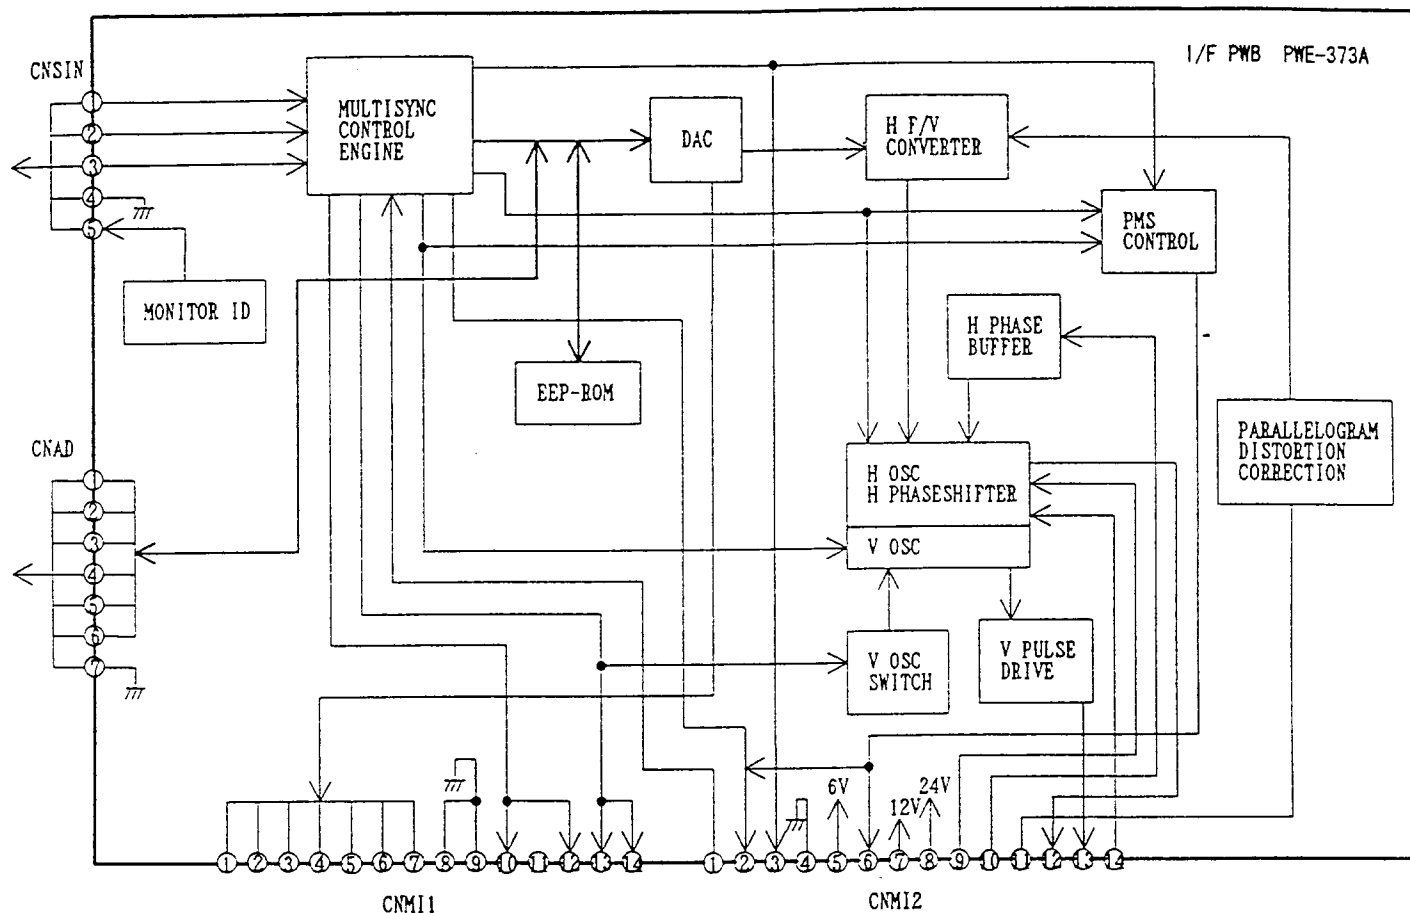 I/F PWB PWE-373A
CNSIN
1
2
3
4
5
MULTISYNC
CONTROL
ENGINE
DAC
H F/V
CONVERTER
PMS
CONTROL
MONITOR ID
H PHASE
BUFFER
EEP-ROM
PARALLELOGRAM
DISTORTION
CORRECTION
CNAD
1
2
3
4
5
6
7
H OSC
H PHASESHIFTER
V OSC
V OSC
SWITCH
V PULSE
DRIVE
6V
12V
24V
1 2 3 4 5 6 7 8 9 10 11 12 13 14
CNMI1
1 2 3 4 5 6 7 8 9 10 11 12 13 14
CNMI2